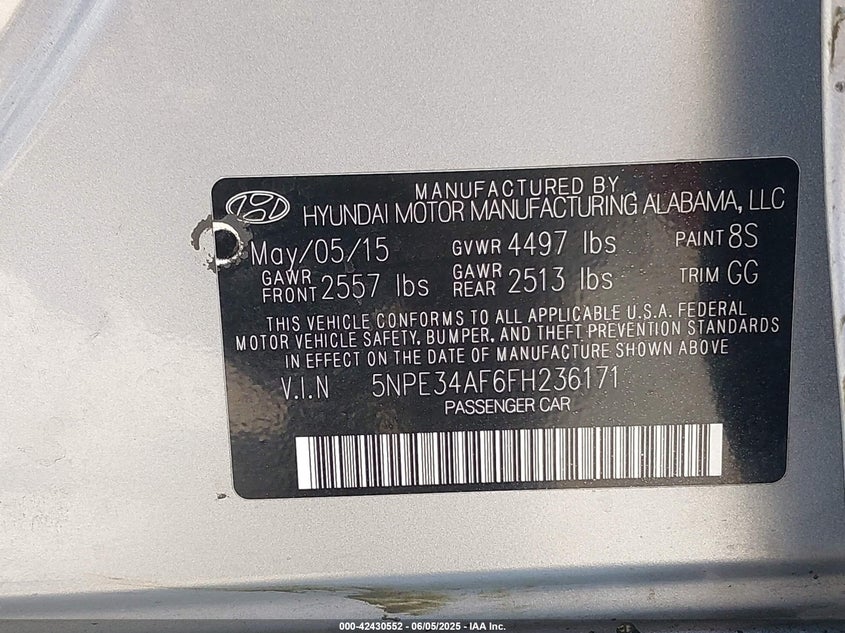 MANUFACTURED BY
HYUNDAI MOTOR MANUFACTURING ALABAMA, LLC
May/05/15 GVWR 4497 lbs PAINT 8S
GAWR FRONT 2557 lbs GAWR REAR 2513 lbs TRIM GG
THIS VEHICLE CONFORMS TO ALL APPLICABLE U.S.A. FEDERAL
MOTOR VEHICLE SAFETY, BUMPER, AND THEFT PREVENTION STANDARDS
IN EFFECT ON THE DATE OF MANUFACTURE SHOWN ABOVE
V.I.N 5NPE34AF6FH236171
PASSENGER CAR
000-42430552 - 06/05/2025 - IAA Inc.